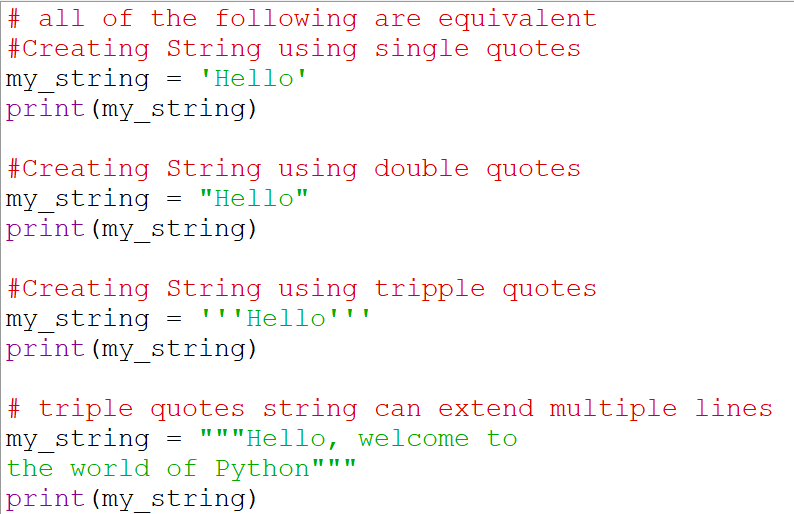 # all of the following are equivalent
#Creating String using single quotes
my_string = 'Hello'
print(my_string)
#Creating String using double quotes
my_string = "Hello"
print(my_string)
#Creating String using tripple quotes
my_string = '''Hello'''
print(my_string)
# triple quotes string can extend multiple lines
my_string = """Hello, welcome to
the world of Python"""
print(my_string)